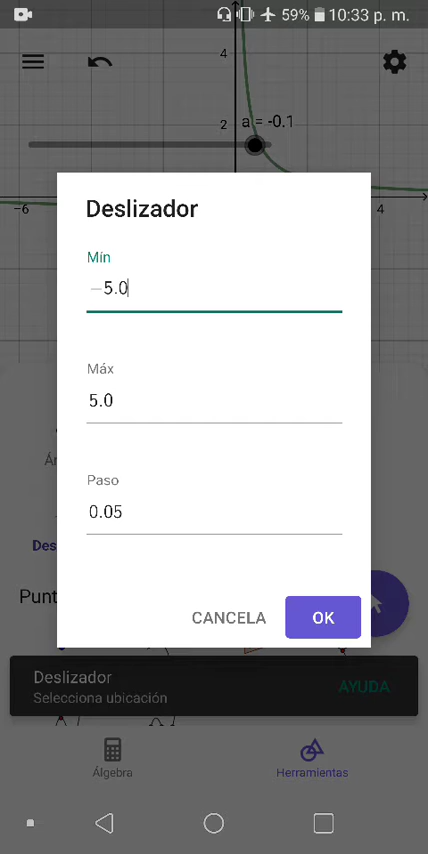 59% 10:33 p. m.
4
2
a = -0.1
-6
4
Deslizador
Mín
-5.0
Máx
5.0
Paso
0.05
Des
Punt
CANCELA
OK
Deslizador
Selecciona ubicación
AYUDA
Álgebra
Herramientas